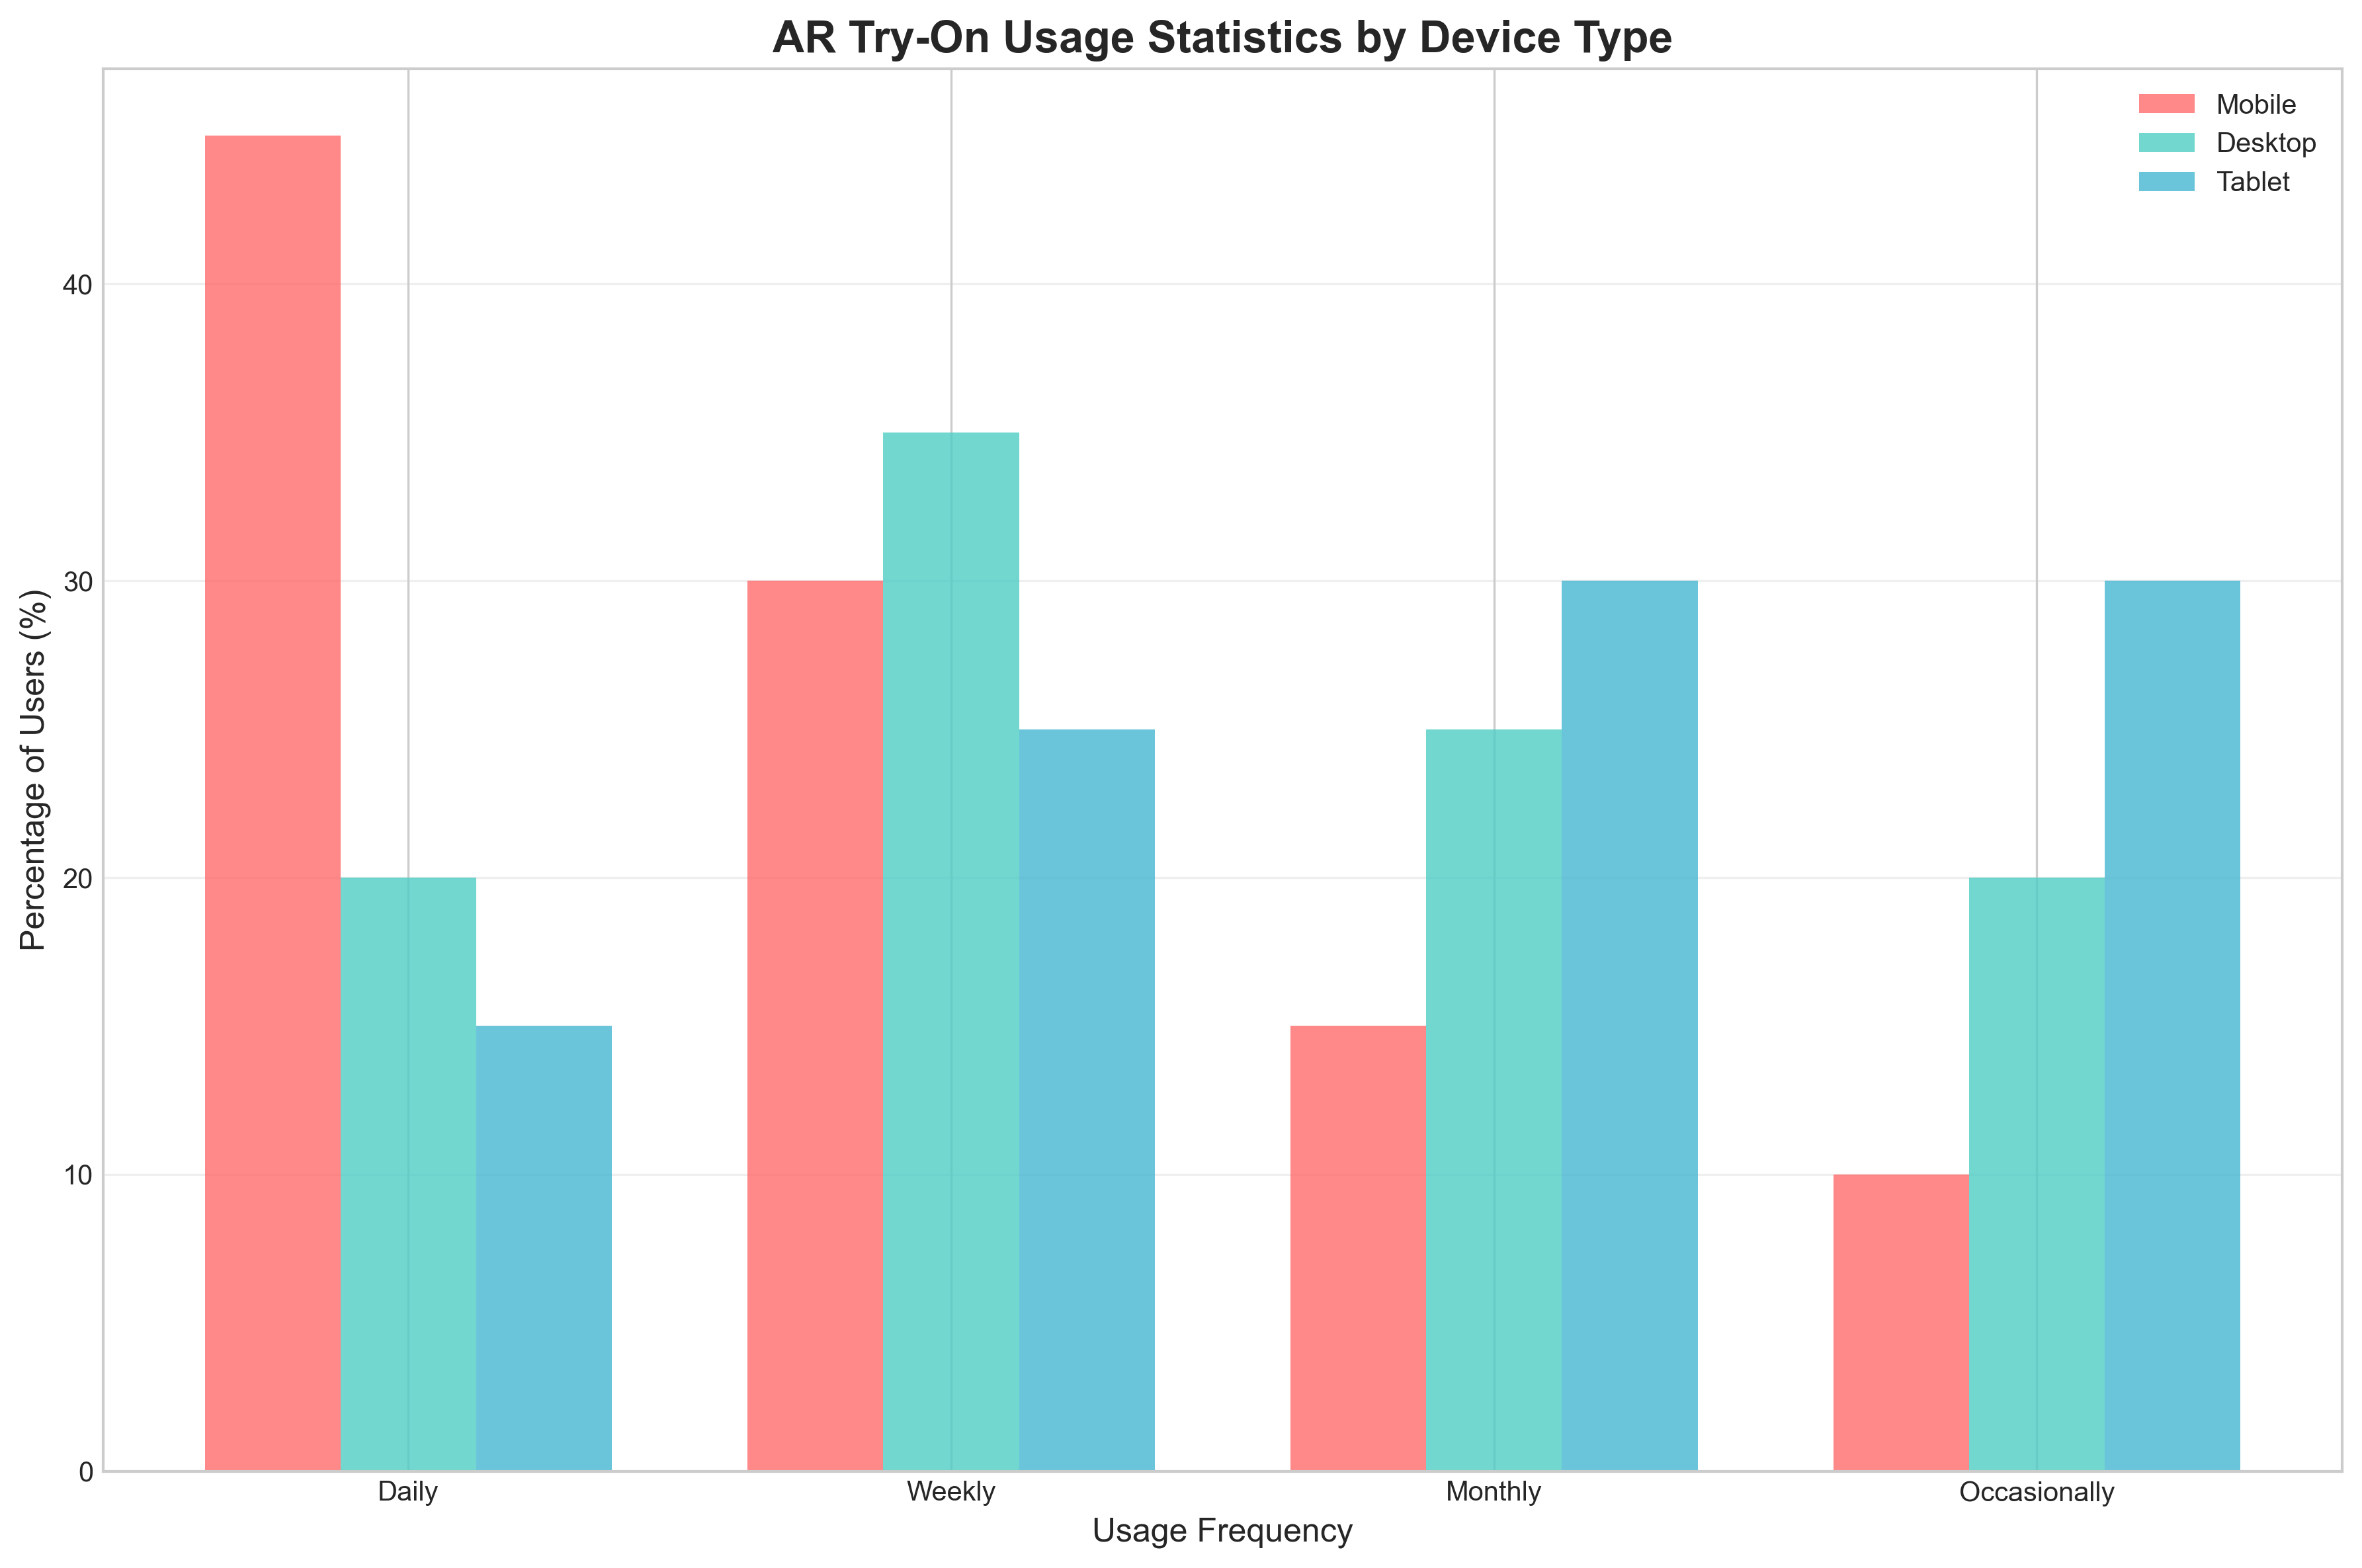 AR Try-On Usage Statistics by Device Type
Mobile
Desktop
Tablet
Percentage of Users (%)
40
30
20
10
0
Daily
Weekly
Monthly
Occasionally
Usage Frequency